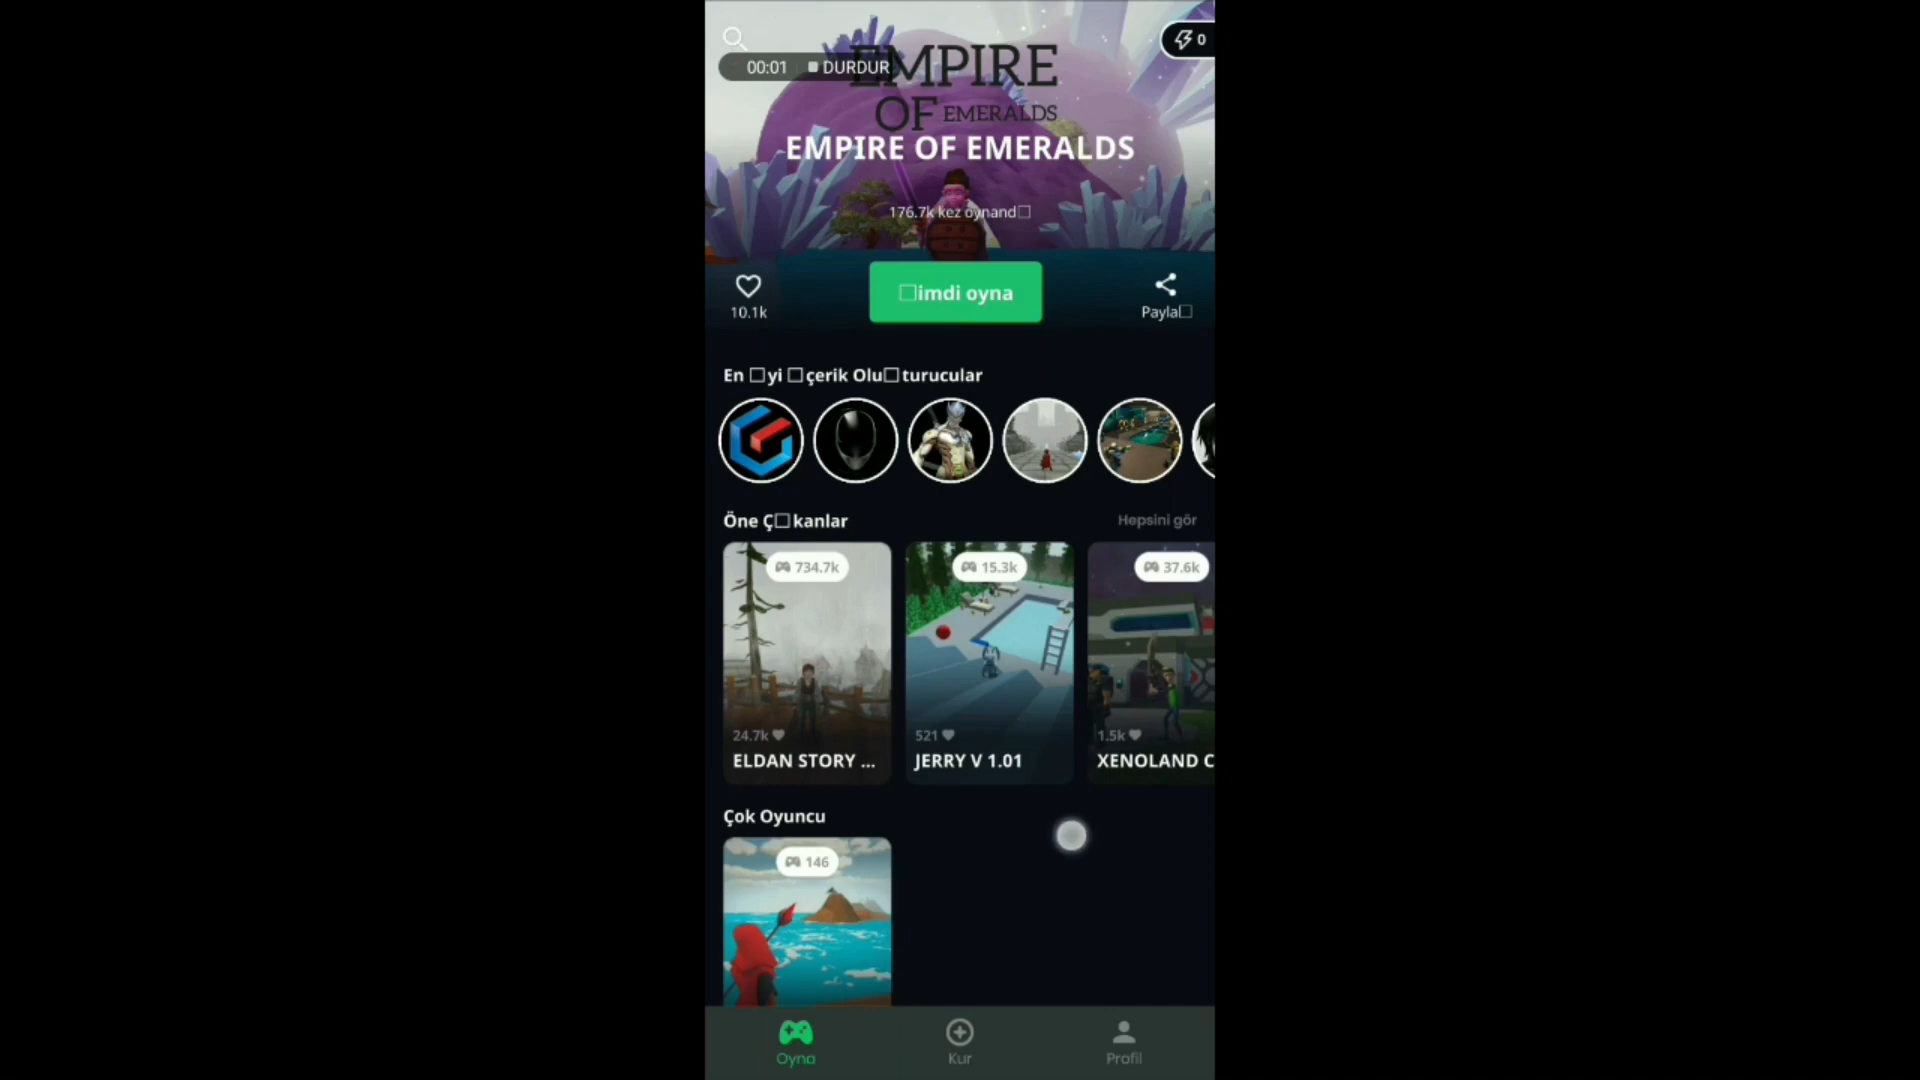 0
00:01 DURDUR
EMPIRE
OF EMERALDS
EMPIRE OF EMERALDS
176.7k kez oynand□
10.1k
□imdi oyna
Payla□
En □yi □çerik Olu□turucular
Öne Ç□kanlar
Hepsini gör
734.7k
15.3k
37.6k
24.7k
521
1.5k
ELDAN STORY ...
JERRY V 1.01
XENOLAND C
Çok Oyuncu
146
Oyna
Kur
Profil